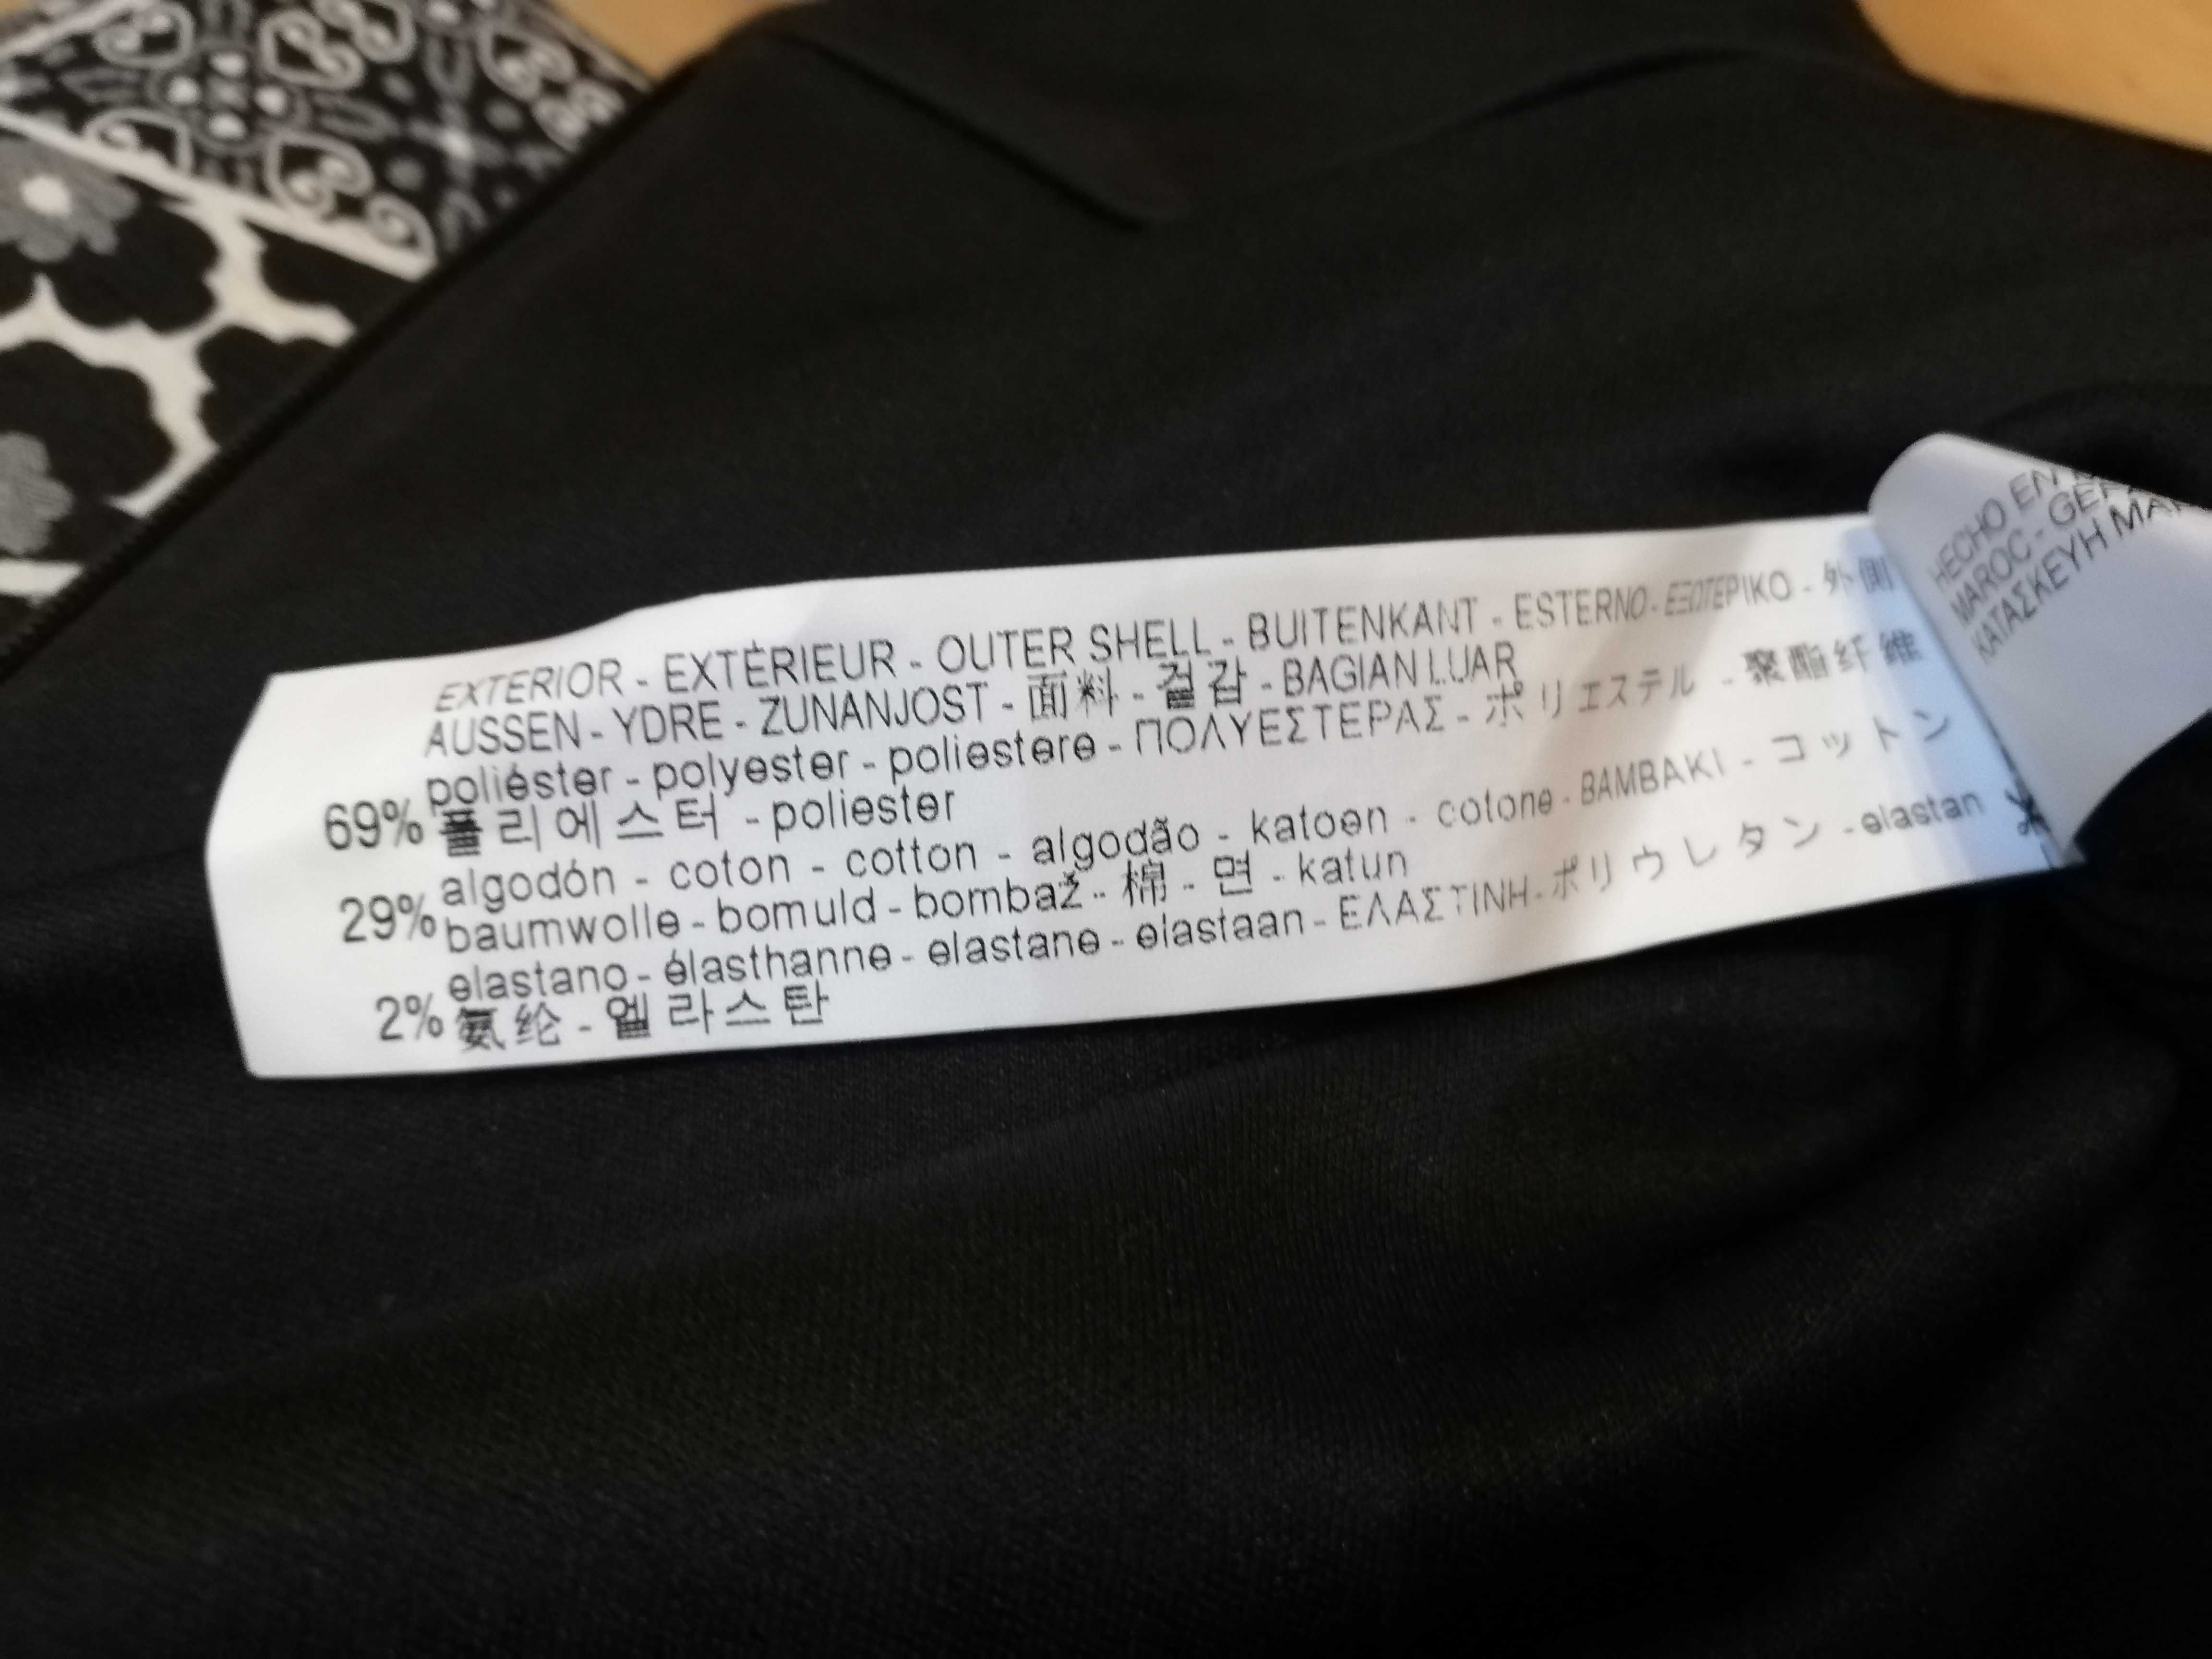 EXTERIOR - EXTÉRIEUR - OUTER SHELL - BUITENKANT - ESTERNO - ΕΞΩΤΕΡΙΚΟ - 外側
AUSSEN - YDRE - ZUNANJOST - 面料 - 겉감 - BAGIAN LUAR
69% poliéster - polyester - poliestere - ΠΟΛΥΕΣΤΕΡΑΣ - ポリエステル - 聚酯纤维
폴리에스터 - poliester
29% algodón - coton - cotton - algodão - katoen - cotone - ΒΑΜΒΑΚΙ - コットン
baumwolle - bomuld - bombaž - 棉 - 면 - katun
2% elastano - élasthanne - elastane - elastaan - ΕΛΑΣΤΙΝΗ - ポリウレタン - elastan
氨纶 - 엘라스탄
HECHO EN
MAROC -
ΚΑΤΑΣΚΕΥΗ